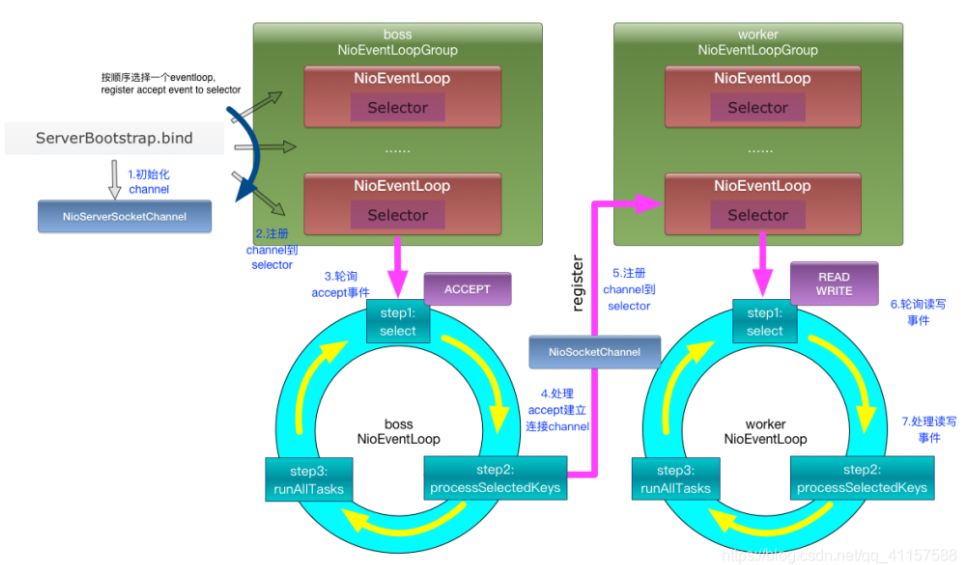 boss
NioEventLoopGroup
NioEventLoop
Selector
......
NioEventLoop
Selector
worker
NioEventLoopGroup
NioEventLoop
Selector
......
NioEventLoop
Selector
按顺序选择一个eventloop,
register accept event to selector
ServerBootstrap.bind
1.初始化
channel
NioServerSocketChannel
2.注册
channel到
selector
3.轮询
accept事件
ACCEPT
step1:
select
boss
NioEventLoop
step2:
processSelectedKeys
step3:
runAllTasks
4.处理
accept建立
连接channel
NioSocketChannel
register
5.注册
channel到
selector
READ
WRITE
6.轮询读写
事件
step1:
select
worker
NioEventLoop
7.处理读写
事件
step2:
processSelectedKeys
step3:
runAllTasks
https://blog.csdn.net/qq_41157588